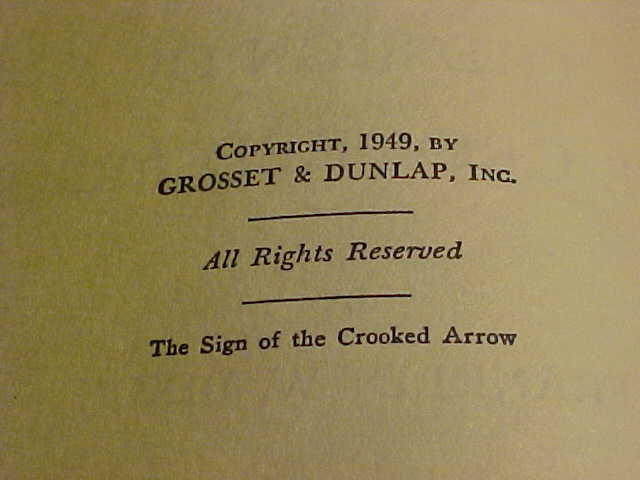 COPYRIGHT, 1949, BY
GROSSET & DUNLAP, INC.
All Rights Reserved
The Sign of the Crooked Arrow